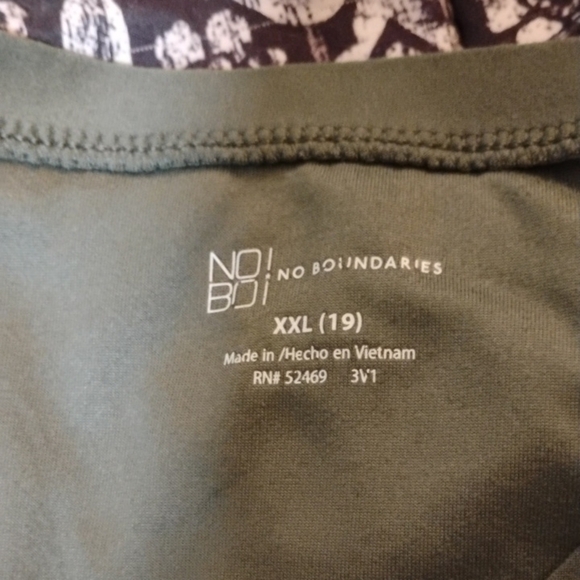 NO! NO BOUNDARIES
BO!
XXL (19)
Made in /Hecho en Vietnam
RN# 52469 3V1